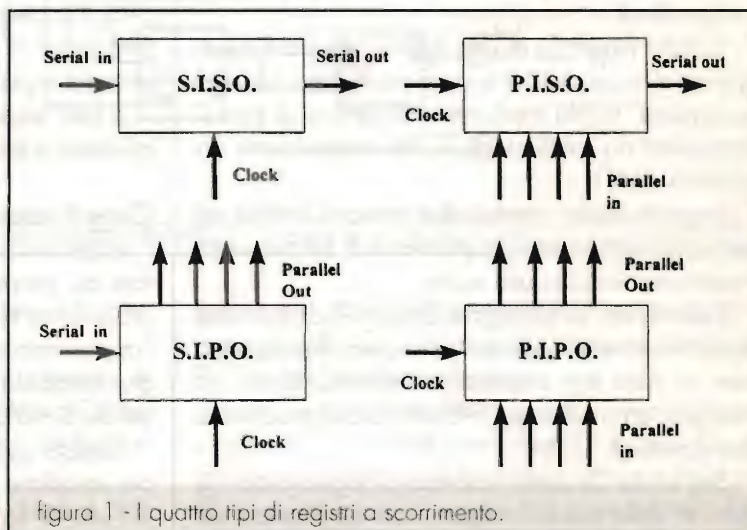 Serial in
S.I.S.O.
Serial out
Clock
P.I.S.O.
Serial out
Clock
Parallel
in
Parallel
Out
Serial in
S.I.P.O.
Clock
Parallel
Out
P.I.P.O.
Clock
Parallel
in
figura 1 - I quattro tipi di registri a scorrimento.